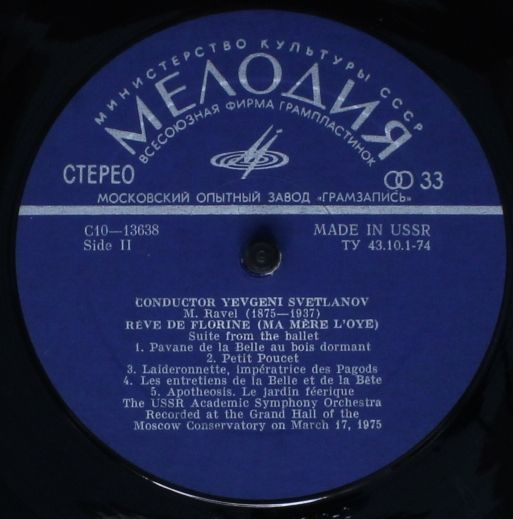 МИНИСТЕРСТВО КУЛЬТУРЫ СССР
МЕЛОДИЯ
ВСЕСОЮЗНАЯ ФИРМА ГРАМПЛАСТИНОК
СТЕРЕО
33
МОСКОВСКИЙ ОПЫТНЫЙ ЗАВОД «ГРАМЗАПИСЬ»
C10—13638
MADE IN USSR
Side II
ТУ 43.10.1-74
CONDUCTOR YEVGENI SVETLANOV
M. Ravel (1875—1937)
RÊVE DE FLORINE (MA MÈRE L'OYE)
Suite from the ballet
1. Pavane de la Belle au bois dormant
2. Petit Poucet
3. Laideronnette, impératrice des Pagods
4. Les entretiens de la Belle et de la Bête
5. Apotheosis. Le jardin féerique
The USSR Academic Symphony Orchestra
Recorded at the Grand Hall of the
Moscow Conservatory on March 17, 1975